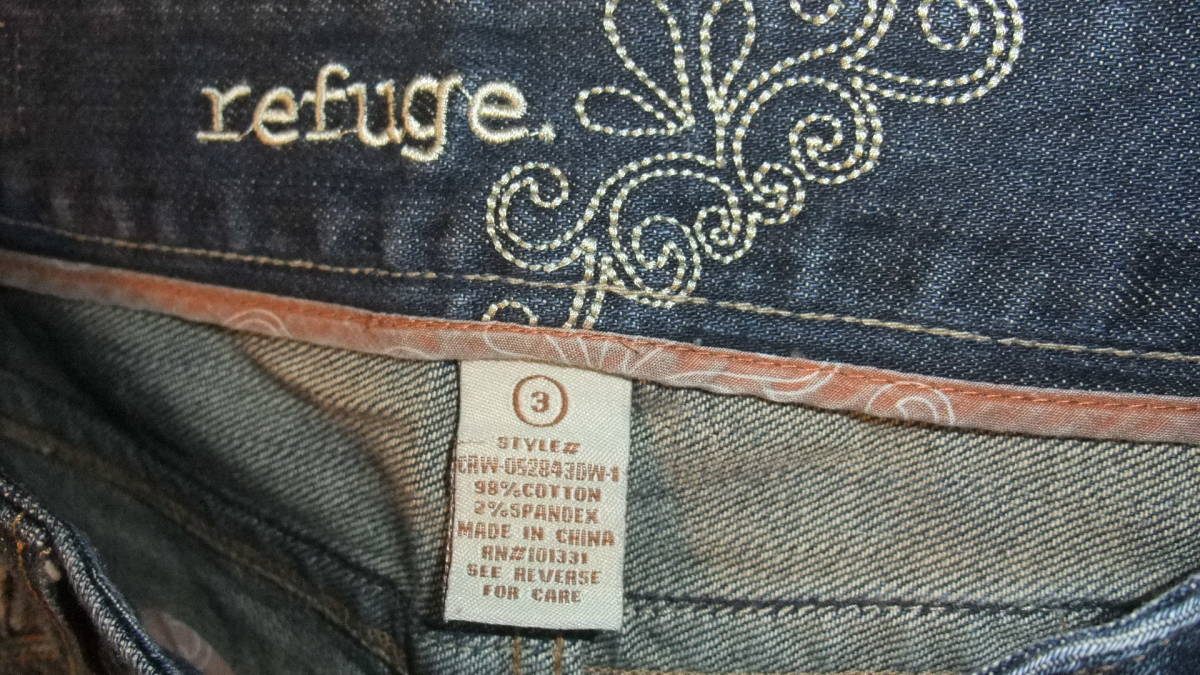 refuge.
3
STYLE#
CRW-052843DW-1
98%COTTON
2%SPANDEX
MADE IN CHINA
RN#101331
SEE REVERSE
FOR CARE